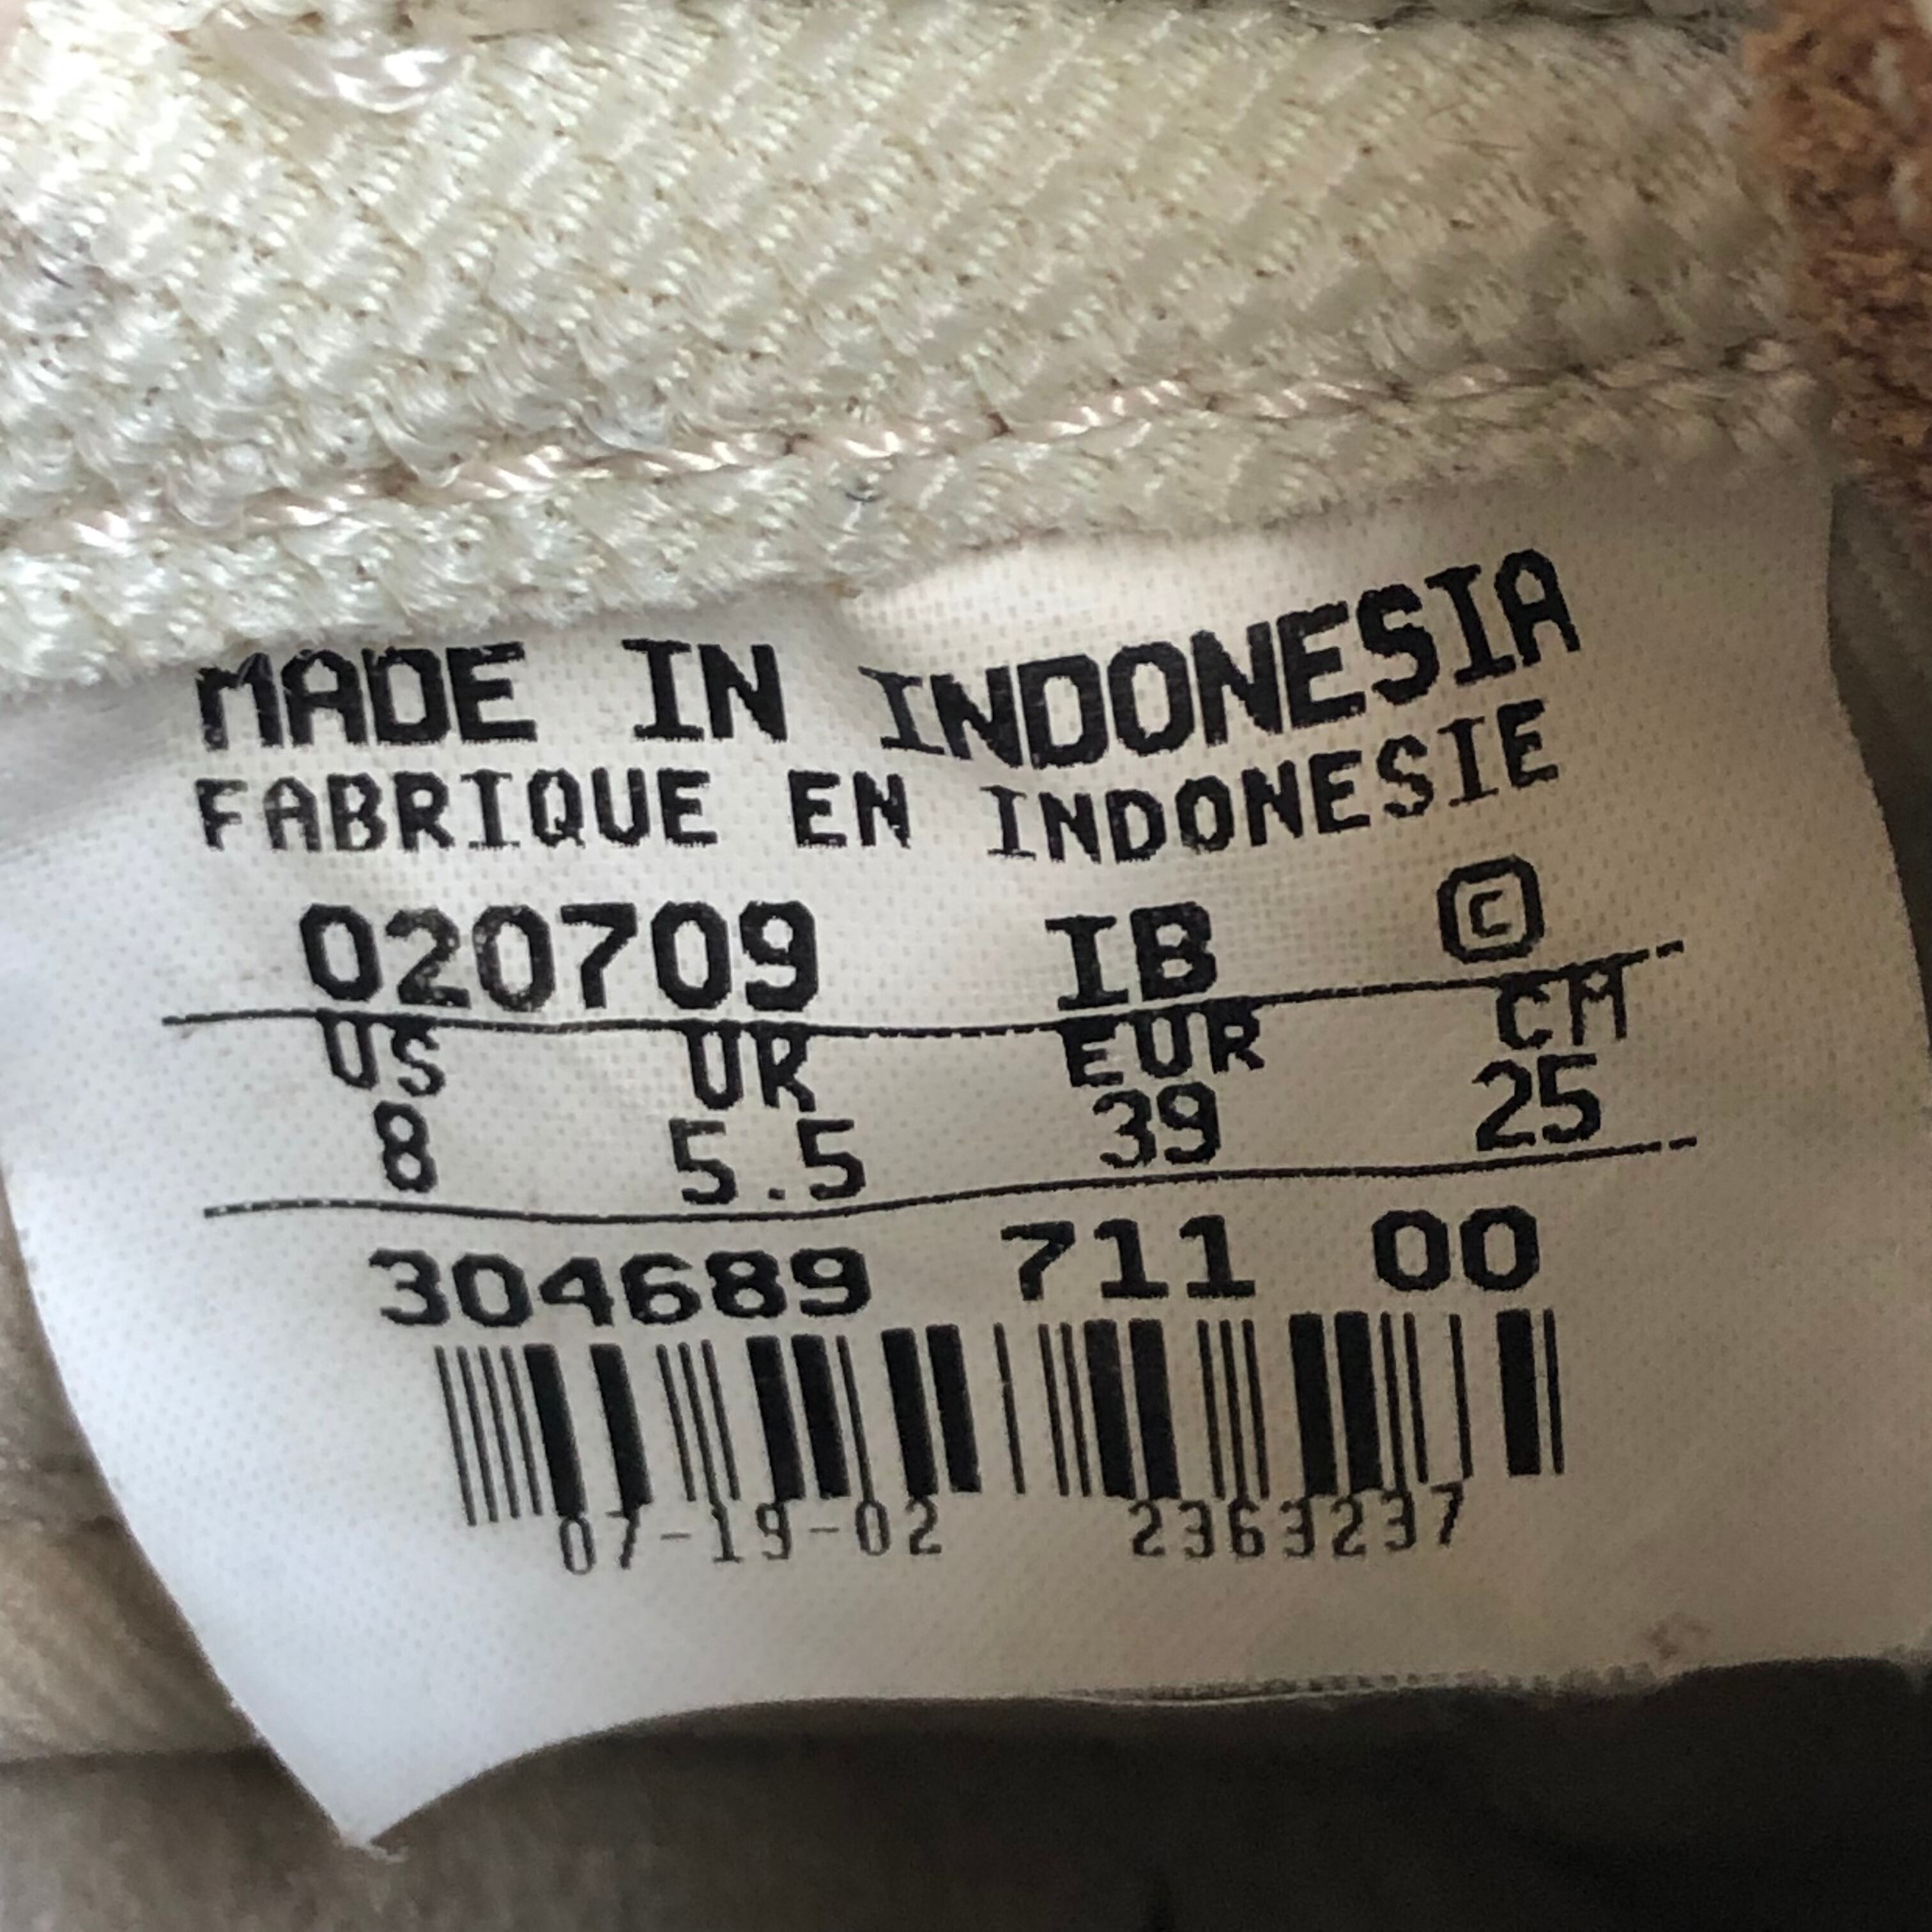 MADE IN INDONESIA
FABRIQUE EN INDONESIE
020709 IB ©
US UK EUR CM
8 5.5 39 25
304689 711 00
07-19-02 2363237